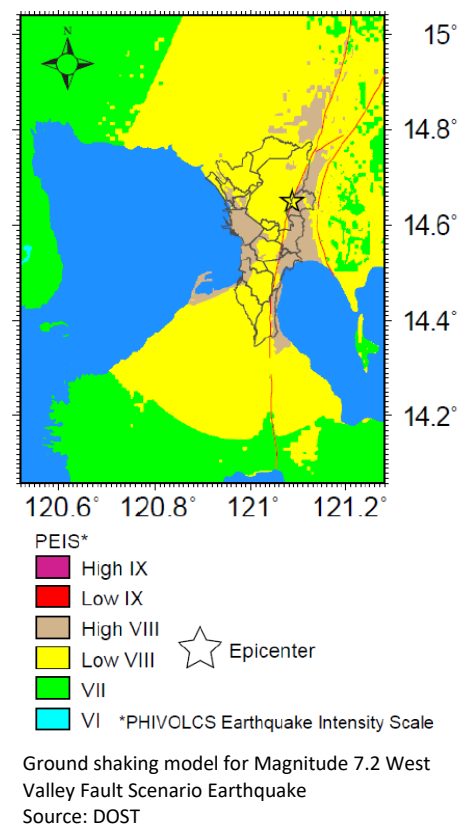 N
15°
14.8°
14.6°
14.4°
14.2°
120.6° 120.8° 121° 121.2°
PEIS*
High IX
Low IX
High VIII
Low VIII
Epicenter
VII
VI *PHIVOLCS Earthquake Intensity Scale
Ground shaking model for Magnitude 7.2 West
Valley Fault Scenario Earthquake
Source: DOST